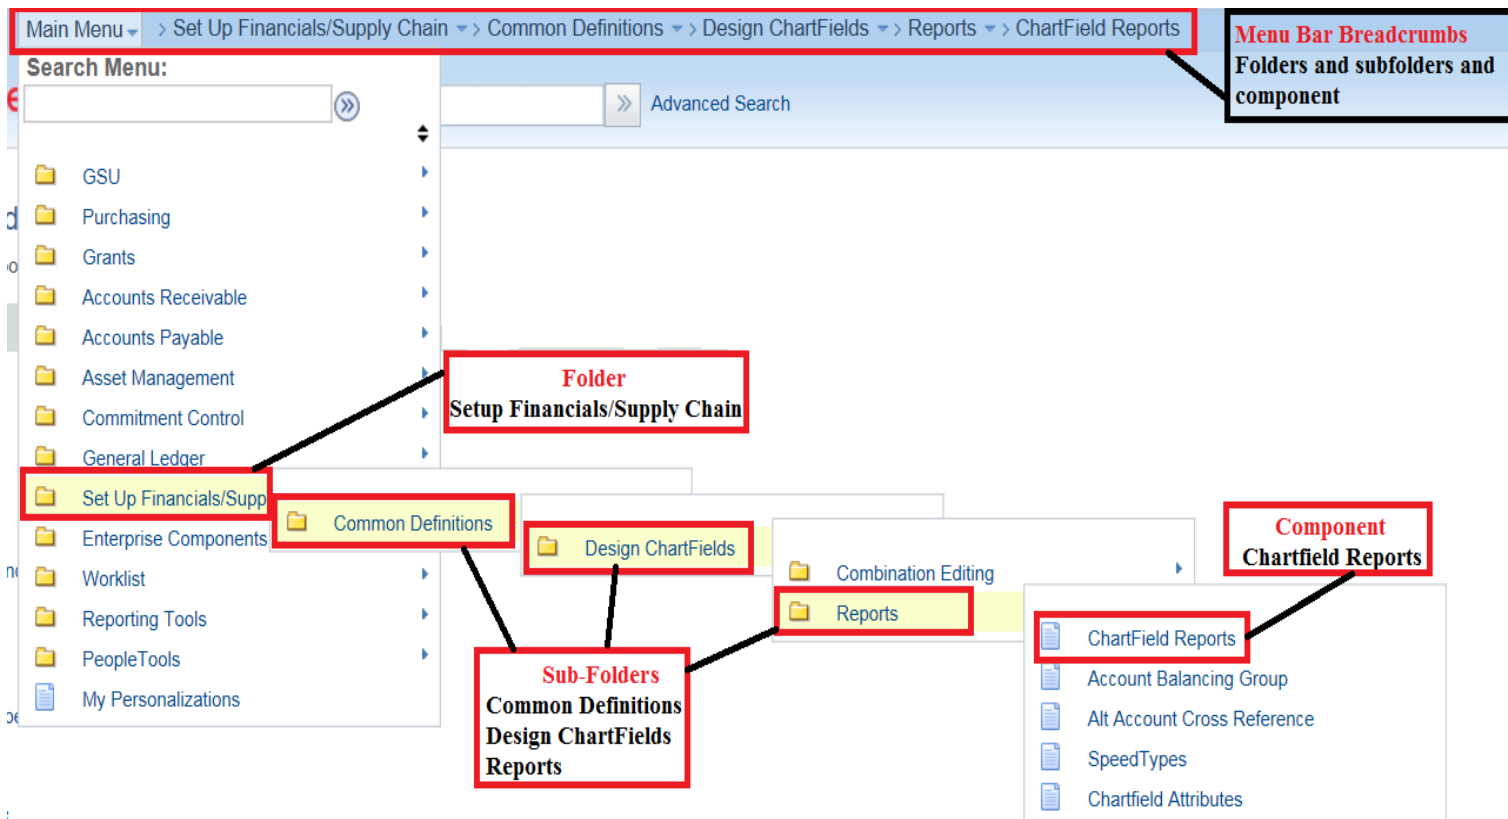 Main Menu > Set Up Financials/Supply Chain > Common Definitions > Design ChartFields > Reports > ChartField Reports
Menu Bar Breadcrumbs
Folders and subfolders and
component
Search Menu:
Advanced Search
GSU
Purchasing
Grants
Accounts Receivable
Accounts Payable
Asset Management
Commitment Control
General Ledger
Set Up Financials/Supp
Enterprise Components
Worklist
Reporting Tools
PeopleTools
My Personalizations
Folder
Setup Financials/Supply Chain
Common Definitions
Design ChartFields
Combination Editing
Reports
Sub-Folders
Common Definitions
Design ChartFields
Reports
Component
Chartfield Reports
ChartField Reports
Account Balancing Group
Alt Account Cross Reference
SpeedTypes
Chartfield Attributes